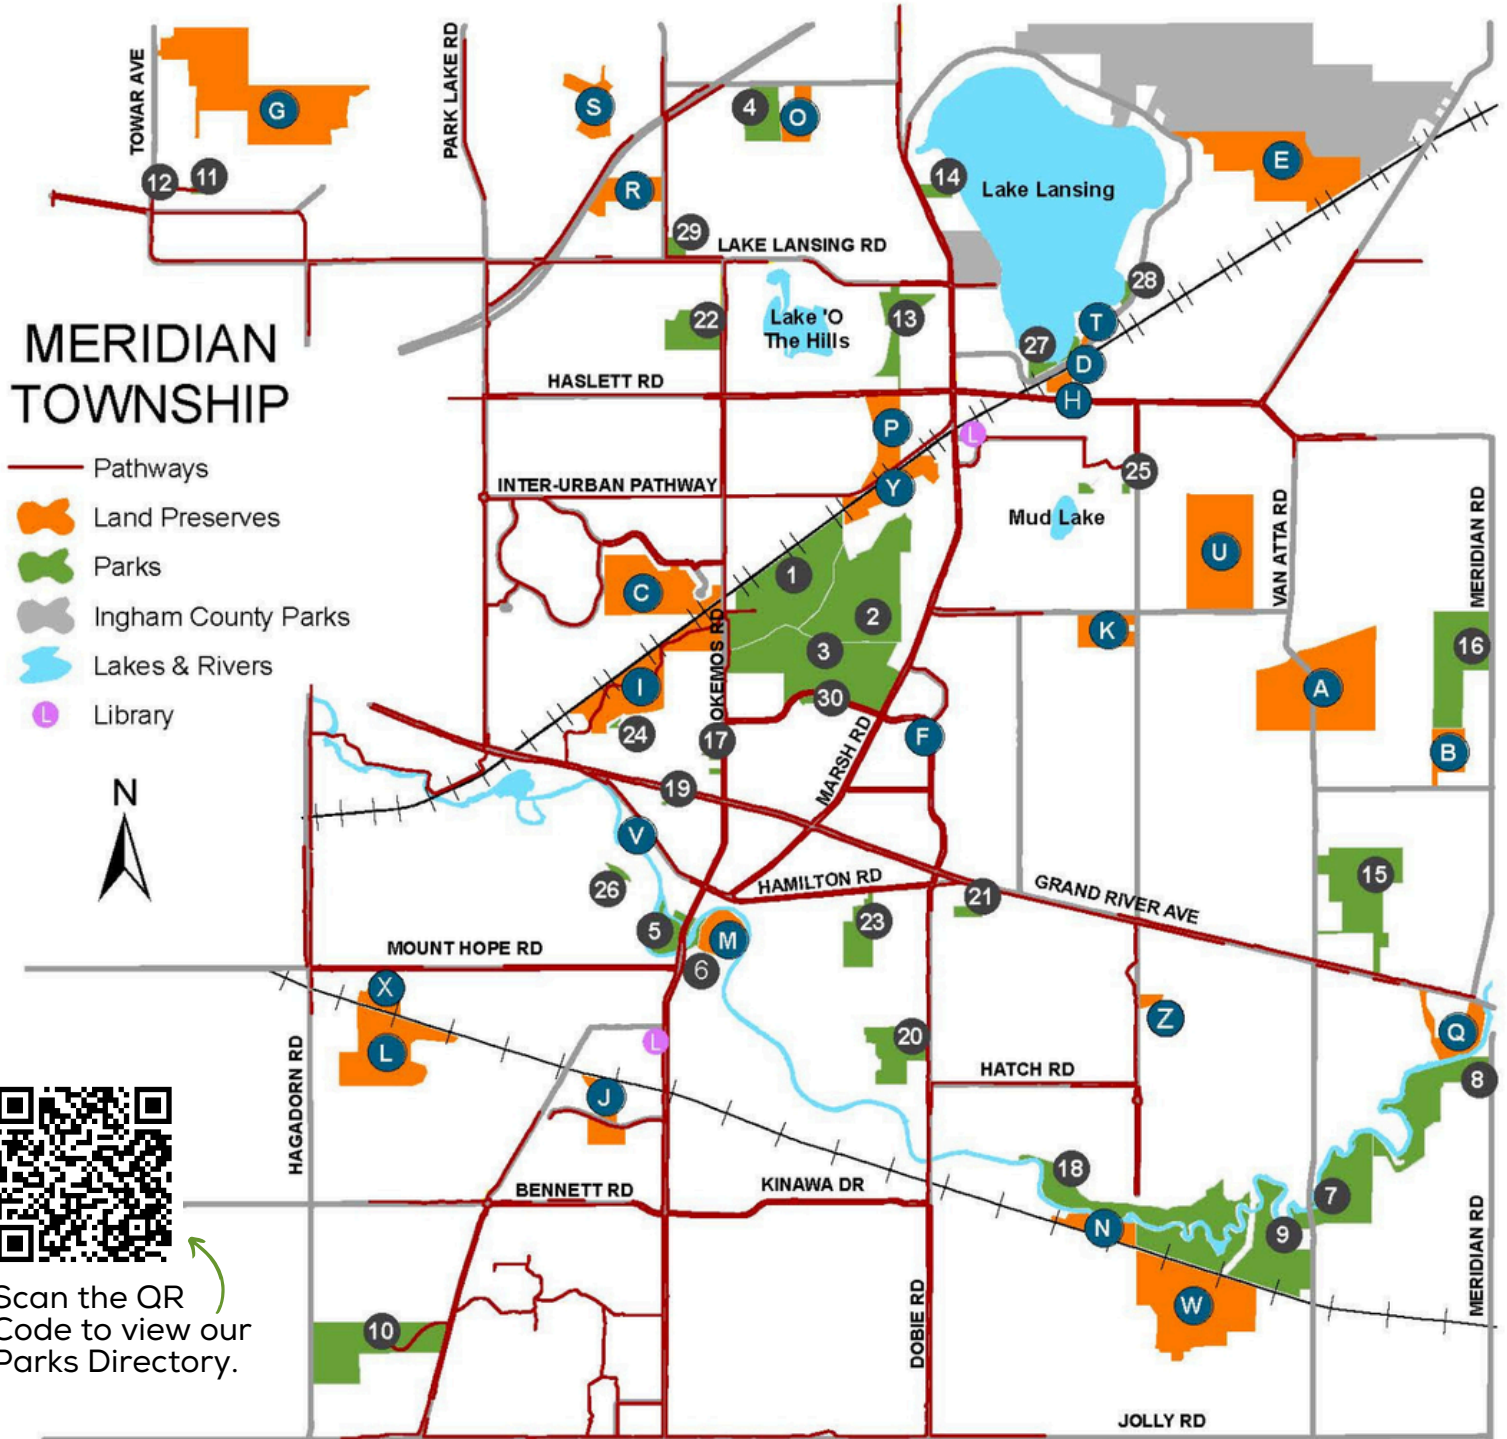 MERIDIAN
TOWNSHIP
Pathways
Land Preserves
Parks
Ingham County Parks
Lakes & Rivers
L Library
N
Scan the QR
Code to view our
Parks Directory.
TOWAR AVE
PARK LAKE RD
G
S
4
O
E
12
11
R
14
Lake Lansing
29
LAKE LANSING RD
28
22
Lake 'O
The Hills
13
T
27
D
HASLETT RD
H
P
L
25
INTER-URBAN PATHWAY
Y
Mud Lake
VAN ATTA RD
MERIDIAN RD
U
1
C
2
K
3
16
OKEMOS RD
I
30
A
24
17
F
B
MARSH RD
19
V
26
HAMILTON RD
21
GRAND RIVER AVE
15
5
M
23
MOUNT HOPE RD
6
X
L
HAGADORN RD
L
Z
Q
20
HATCH RD
8
J
18
BENNETT RD
KINAWA DR
7
N
9
MERIDIAN RD
W
10
DOBIE RD
JOLLY RD